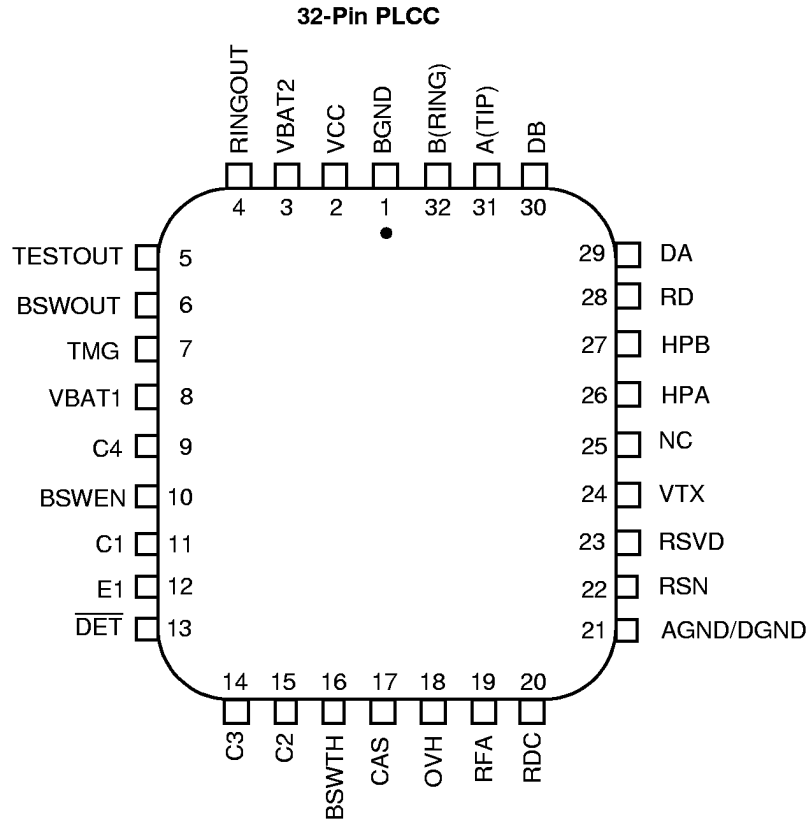 32-Pin PLCC
RINGOUT
VBAT2
VCC
BGND
B(RING)
A(TIP)
DB
4 3 2 1 32 31 30
TESTOUT 5
BSWOUT 6
TMG 7
VBAT1 8
C4 9
BSWEN 10
C1 11
E1 12
DET 13
29 DA
28 RD
27 HPB
26 HPA
25 NC
24 VTX
23 RSVD
22 RSN
21 AGND/DGND
14 15 16 17 18 19 20
C3
C2
BSWTH
CAS
OVH
RFA
RDC